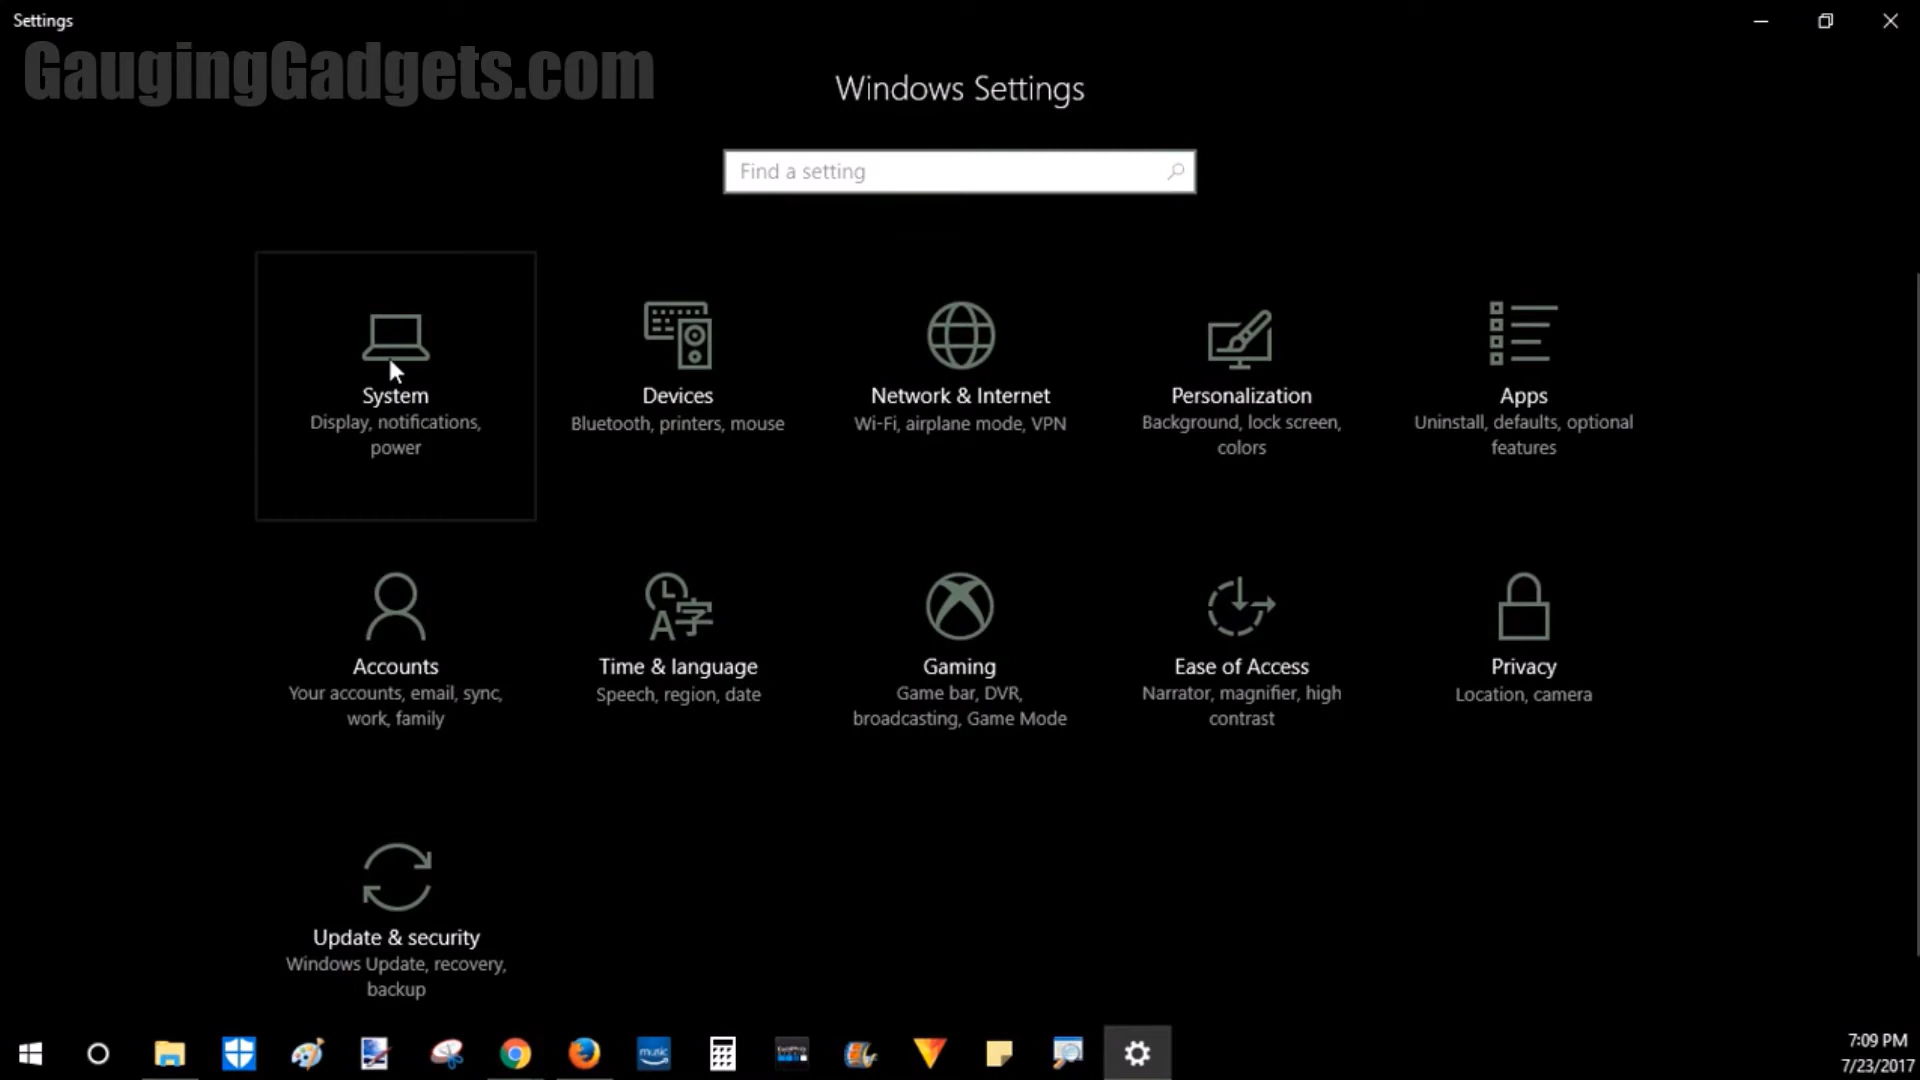 Settings
GaugingGadgets.com
Windows Settings
Find a setting
System
Display, notifications,
power
Devices
Bluetooth, printers, mouse
Network & Internet
Wi-Fi, airplane mode, VPN
Personalization
Background, lock screen,
colors
Apps
Uninstall, defaults, optional
features
Accounts
Your accounts, email, sync,
work, family
Time & language
Speech, region, date
Gaming
Game bar, DVR,
broadcasting, Game Mode
Ease of Access
Narrator, magnifier, high
contrast
Privacy
Location, camera
Update & security
Windows Update, recovery,
backup
music
7:09 PM
7/23/2017